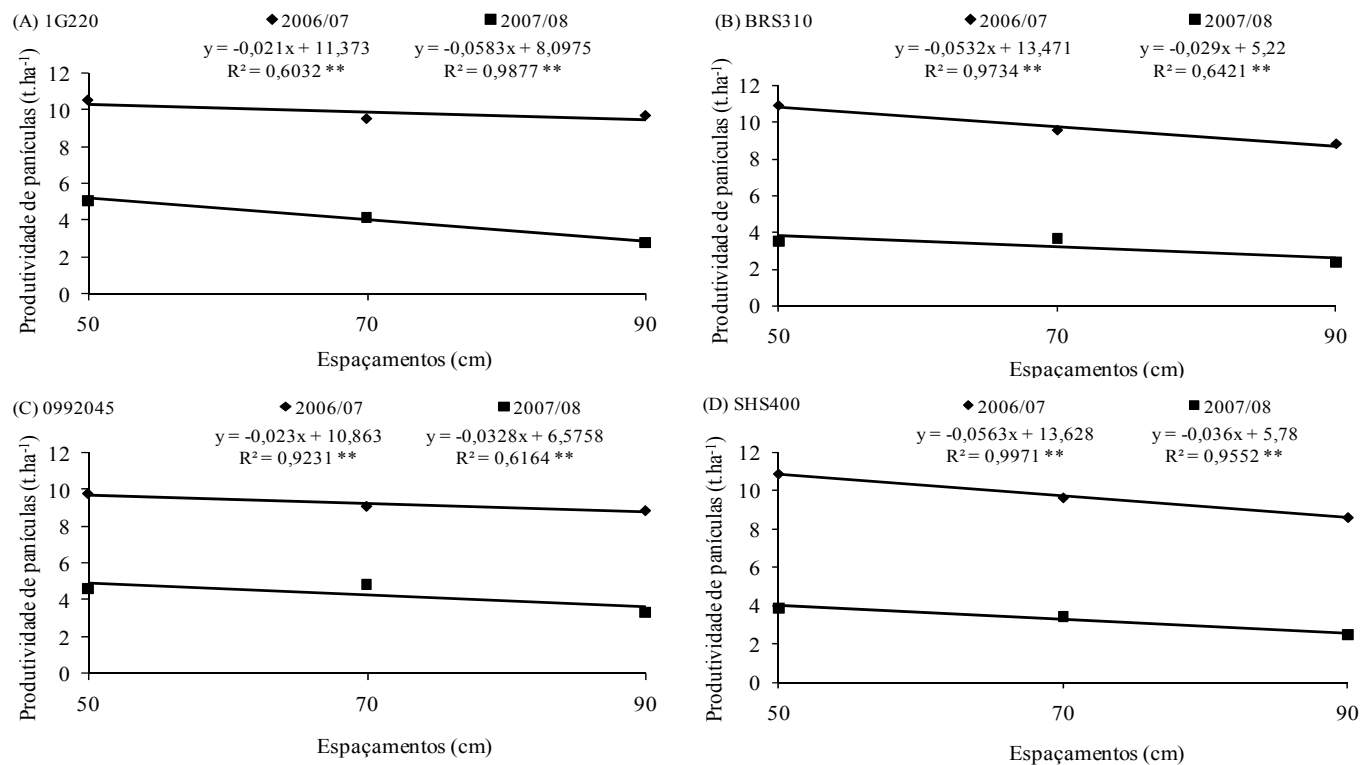 (A) 1G220
2006/07
2007/08
y = -0,021x + 11,373
y = -0,0583x + 8,0975
R² = 0,6032 **
R² = 0,9877 **
Produtividade de panículas (t.ha⁻¹)
12
10
8
6
4
2
0
50
70
90
Espaçamentos (cm)
(B) BRS310
2006/07
2007/08
y = -0,0532x + 13,471
y = -0,029x + 5,22
R² = 0,9734 **
R² = 0,6421 **
Produtividade de panículas (t.ha⁻¹)
12
10
8
6
4
2
0
50
70
90
Espaçamentos (cm)
(C) 0992045
2006/07
2007/08
y = -0,023x + 10,863
y = -0,0328x + 6,5758
R² = 0,9231 **
R² = 0,6164 **
Produtividade de panículas (t.ha⁻¹)
12
10
8
6
4
2
0
50
70
90
Espaçamentos (cm)
(D) SHS400
2006/07
2007/08
y = -0,0563x + 13,628
y = -0,036x + 5,78
R² = 0,9971 **
R² = 0,9552 **
Produtividade de panículas (t.ha⁻¹)
12
10
8
6
4
2
0
50
70
90
Espaçamentos (cm)